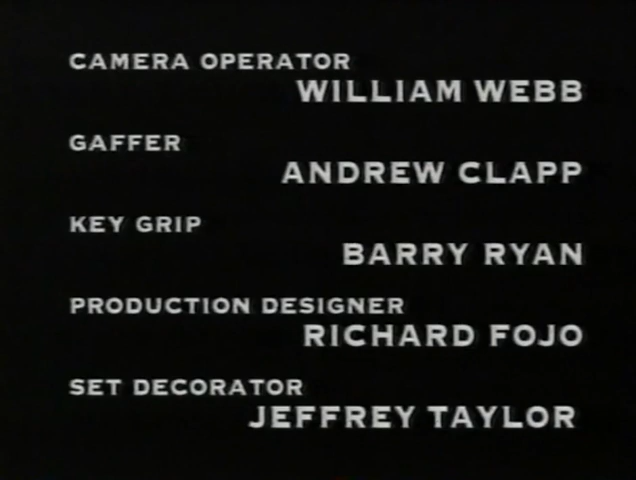 CAMERA OPERATOR
WILLIAM WEBB
GAFFER
ANDREW CLAPP
KEY GRIP
BARRY RYAN
PRODUCTION DESIGNER
RICHARD FOJO
SET DECORATOR
JEFFREY TAYLOR